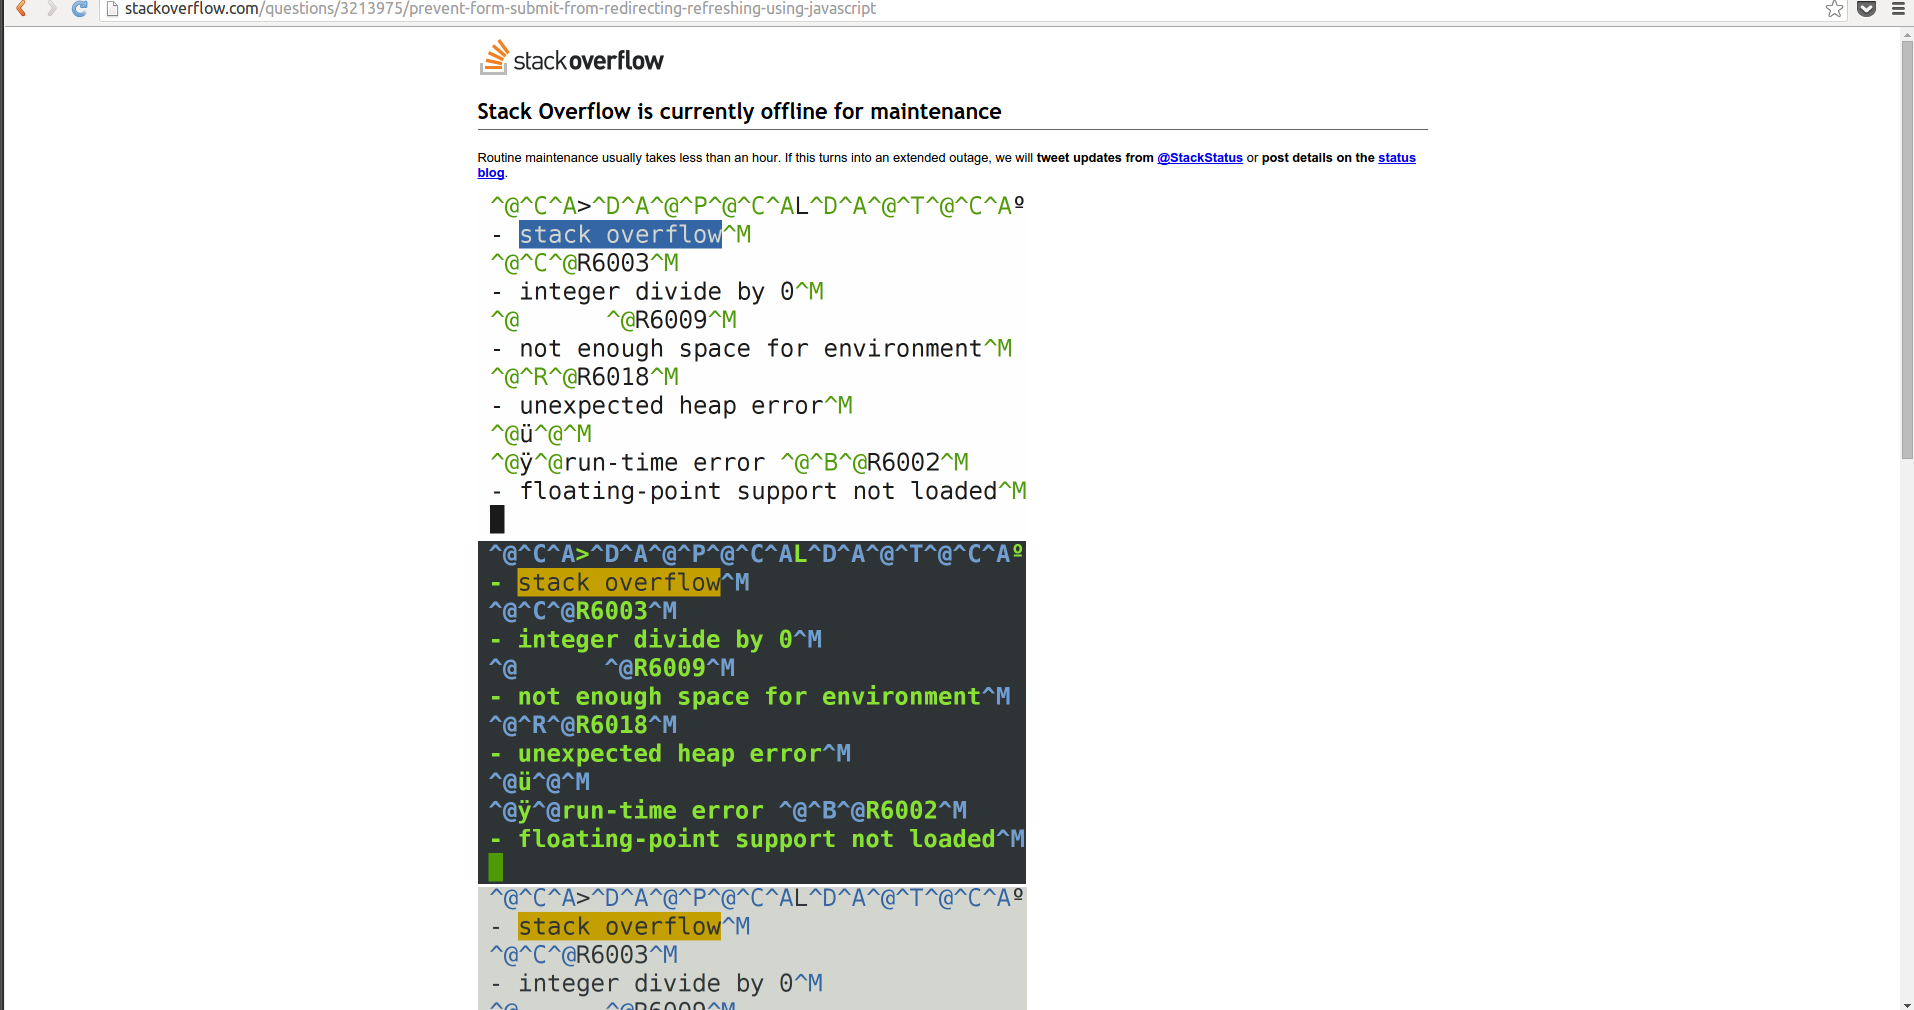 stackoverflow.com/questions/3213975/prevent-form-submit-from-redirecting-refreshing-using-javascript
stackoverflow
Stack Overflow is currently offline for maintenance
Routine maintenance usually takes less than an hour. If this turns into an extended outage, we will tweet updates from @StackStatus or post details on the status
blog.
^@^C^A>^D^A^@^P^@^C^AL^D^A^@^T^@^C^Aº
- stack overflow^M
^@^C^@R6003^M
- integer divide by 0^M
^@      ^@R6009^M
- not enough space for environment^M
^@^R^@R6018^M
- unexpected heap error^M
^@ü^@^M
^@ÿ^@run-time error ^@^B^@R6002^M
- floating-point support not loaded^M
^@^C^A>^D^A^@^P^@^C^AL^D^A^@^T^@^C^Aº
- stack overflow^M
^@^C^@R6003^M
- integer divide by 0^M
^@      ^@R6009^M
- not enough space for environment^M
^@^R^@R6018^M
- unexpected heap error^M
^@ü^@^M
^@ÿ^@run-time error ^@^B^@R6002^M
- floating-point support not loaded^M
^@^C^A>^D^A^@^P^@^C^AL^D^A^@^T^@^C^Aº
- stack overflow^M
^@^C^@R6003^M
- integer divide by 0^M
^@      ^@R6009^M